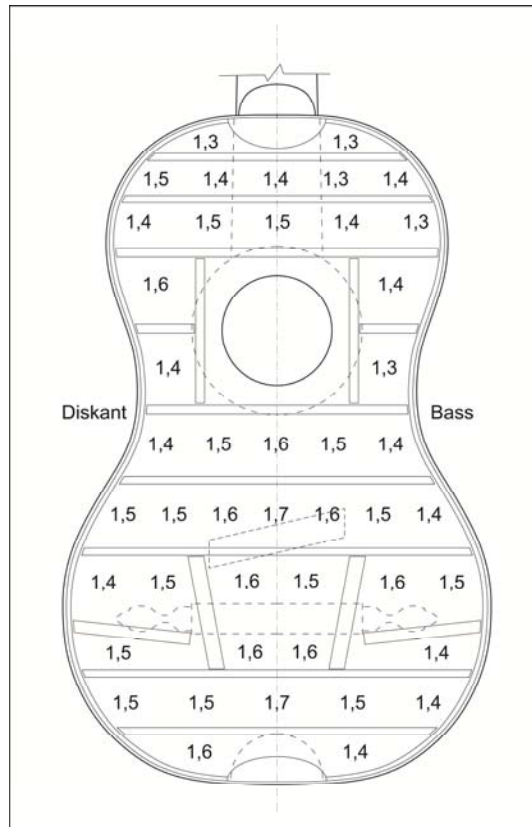 1,3 1,3
1,5 1,4 1,4 1,3 1,4
1,4 1,5 1,5 1,4 1,3
1,6 1,4
1,4 1,3
Diskant Bass
1,4 1,5 1,6 1,5 1,4
1,5 1,5 1,6 1,7 1,6 1,5 1,4
1,4 1,5 1,6 1,5 1,6 1,5
1,5 1,6 1,6 1,4
1,5 1,5 1,7 1,5 1,4
1,6 1,4